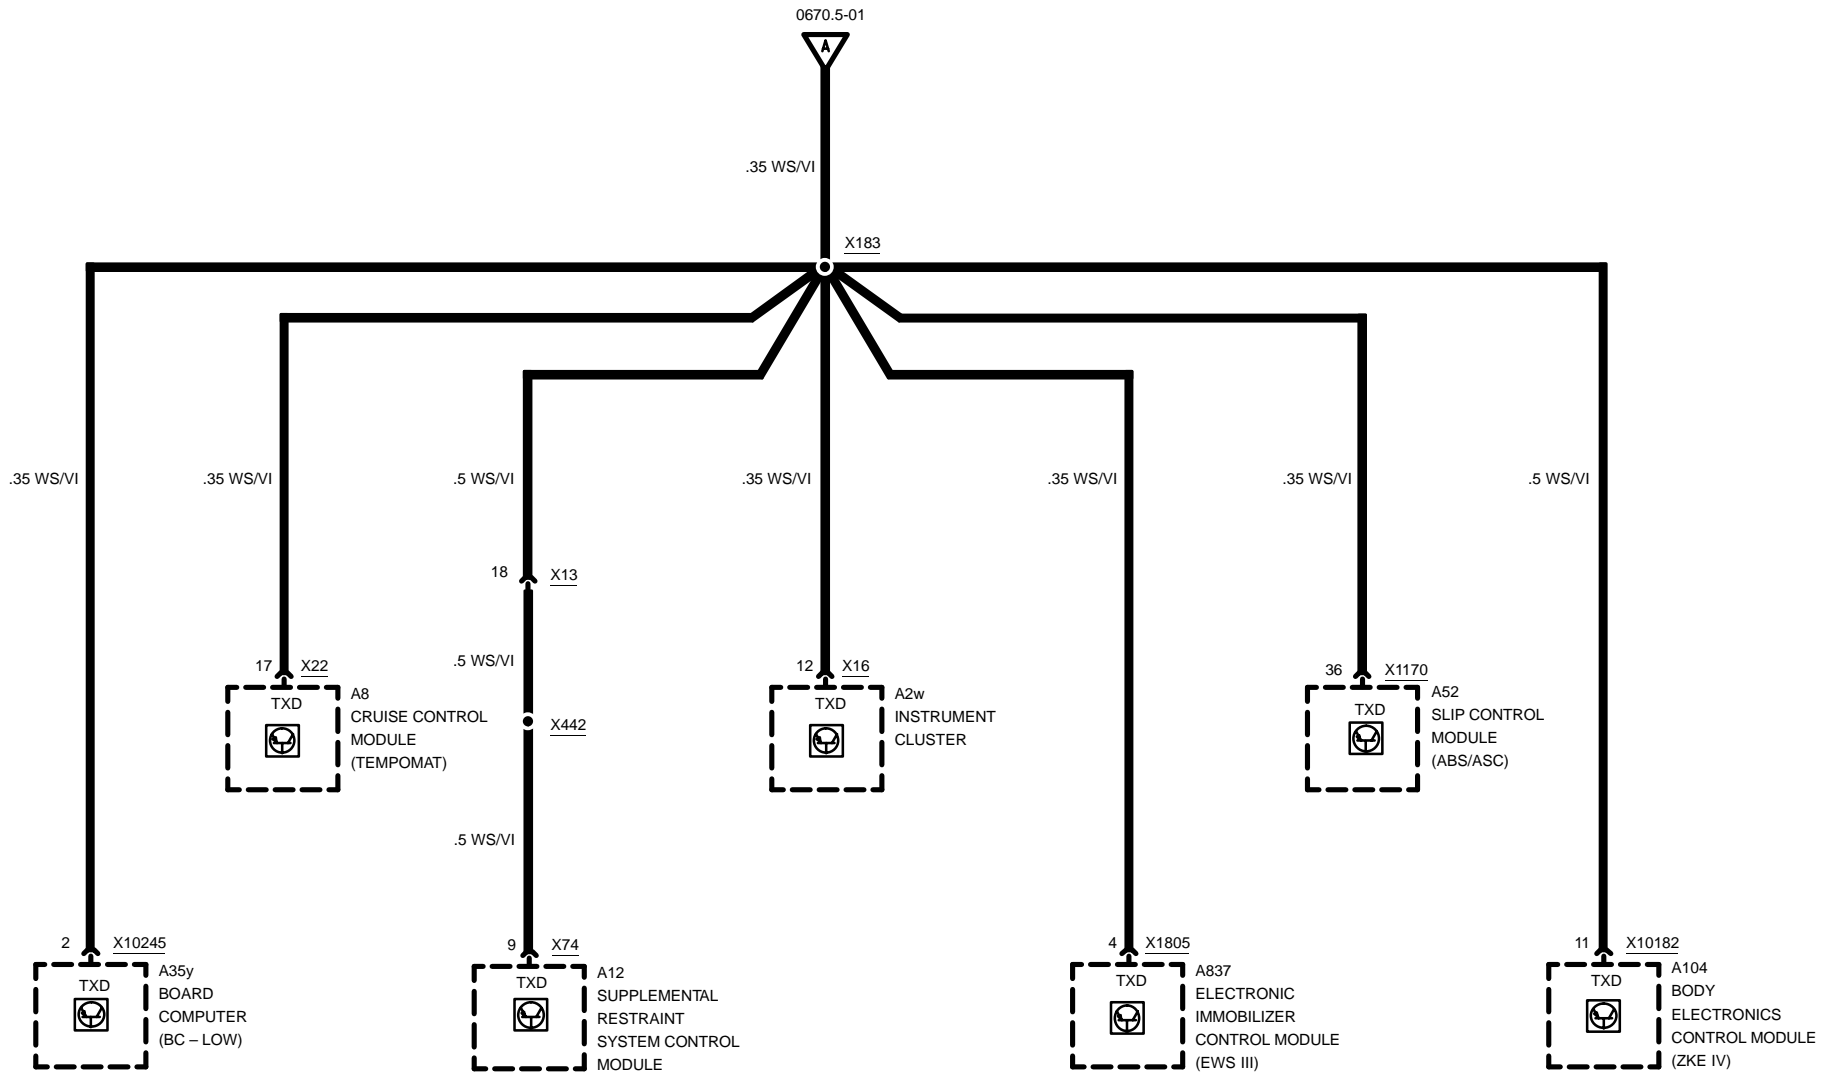 0670.5-01
A
.35 WS/VI
X183
.35 WS/VI
.35 WS/VI
.5 WS/VI
.35 WS/VI
.35 WS/VI
.35 WS/VI
.5 WS/VI
18 X13
.5 WS/VI
17 X22
TXD
A8
CRUISE CONTROL
MODULE
(TEMPOMAT)
X442
12 X16
TXD
A2w
INSTRUMENT
CLUSTER
36 X1170
TXD
A52
SLIP CONTROL
MODULE
(ABS/ASC)
.5 WS/VI
2 X10245
TXD
A35y
BOARD
COMPUTER
(BC – LOW)
9 X74
TXD
A12
SUPPLEMENTAL
RESTRAINT
SYSTEM CONTROL
MODULE
4 X1805
TXD
A837
ELECTRONIC
IMMOBILIZER
CONTROL MODULE
(EWS III)
11 X10182
TXD
A104
BODY
ELECTRONICS
CONTROL MODULE
(ZKE IV)